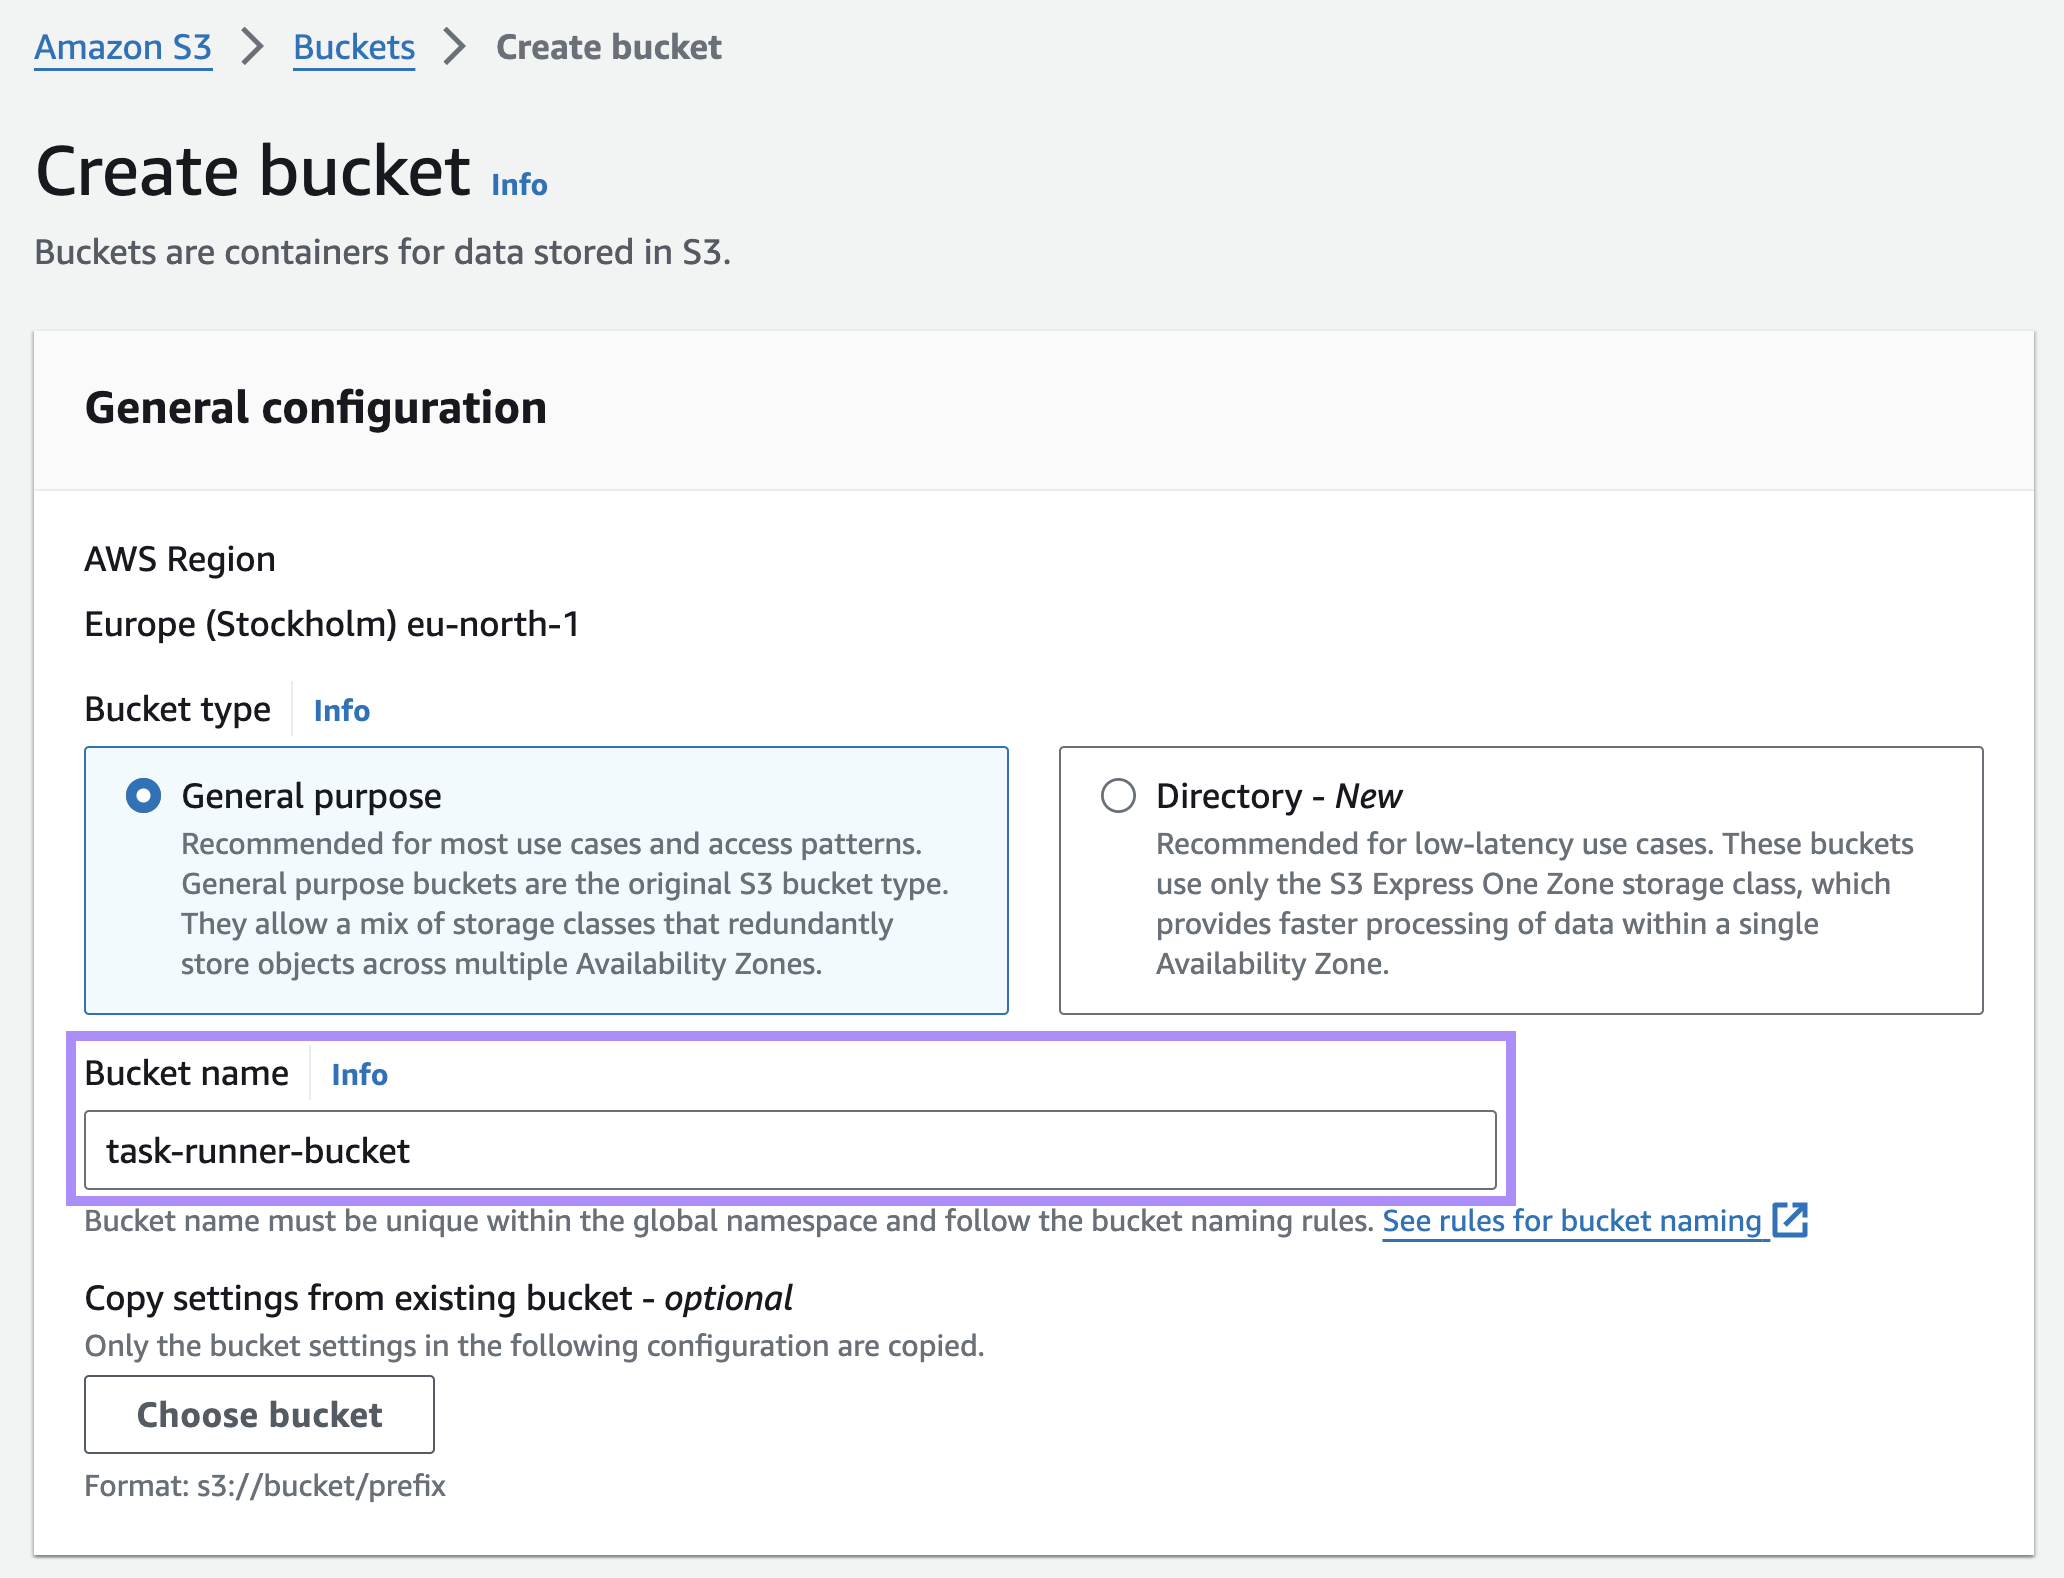 Amazon S3 > Buckets > Create bucket
Create bucket Info
Buckets are containers for data stored in S3.
General configuration
AWS Region
Europe (Stockholm) eu-north-1
Bucket type Info
General purpose
Recommended for most use cases and access patterns.
General purpose buckets are the original S3 bucket type.
They allow a mix of storage classes that redundantly
store objects across multiple Availability Zones.
Directory - New
Recommended for low-latency use cases. These buckets
use only the S3 Express One Zone storage class, which
provides faster processing of data within a single
Availability Zone.
Bucket name Info
task-runner-bucket
Bucket name must be unique within the global namespace and follow the bucket naming rules. See rules for bucket naming
Copy settings from existing bucket - optional
Only the bucket settings in the following configuration are copied.
Choose bucket
Format: s3://bucket/prefix